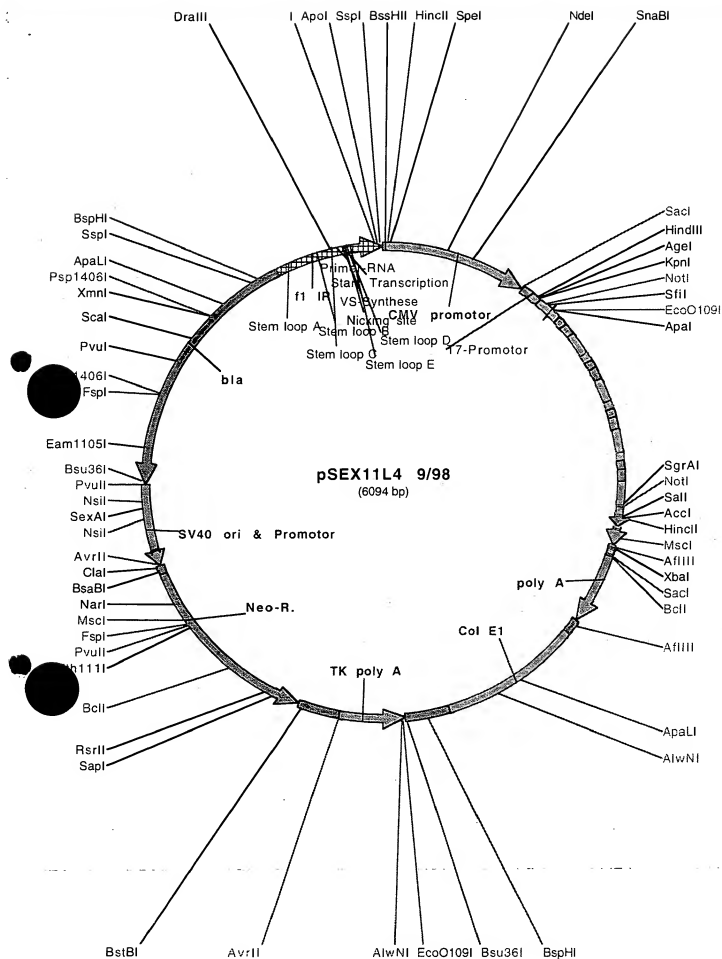 DraIII
I ApoI SspI BssHII HincII SpeI
NdeI
SnaBI
SacI
HindIII
AgeI
KpnI
NotI
SfiI
EcoO109I
ApaI
BspHI
SspI
ApaLI
Psp1406I
XmnI
ScaI
PvuI
1406I
FspI
Eam1105I
Bsu36I
PvuII
NsiI
SexAI
NsiI
AvrII
ClaI
BsaBI
NarI
MscI
FspI
PvuII
th111I
BclI
RsrII
SapI
Primer-RNA
Start Transcription
f1 IR
VS-Synthese
CMV promotor
Nicking site
Stem loop A
Stem loop B
Stem loop D
Stem loop C
Stem loop E
T7-Promotor
bla
pSEX11L4 9/98
(6094 bp)
SV40 ori & Promotor
Neo-R.
TK poly A
Col E1
poly A
SgrAI
NotI
SalI
AccI
HincII
MscI
AflIII
XbaI
SacI
BclI
AflIII
ApaLI
AlwNI
BstBI
AvrII
AlwNI EcoO109I Bsu36I BspHI